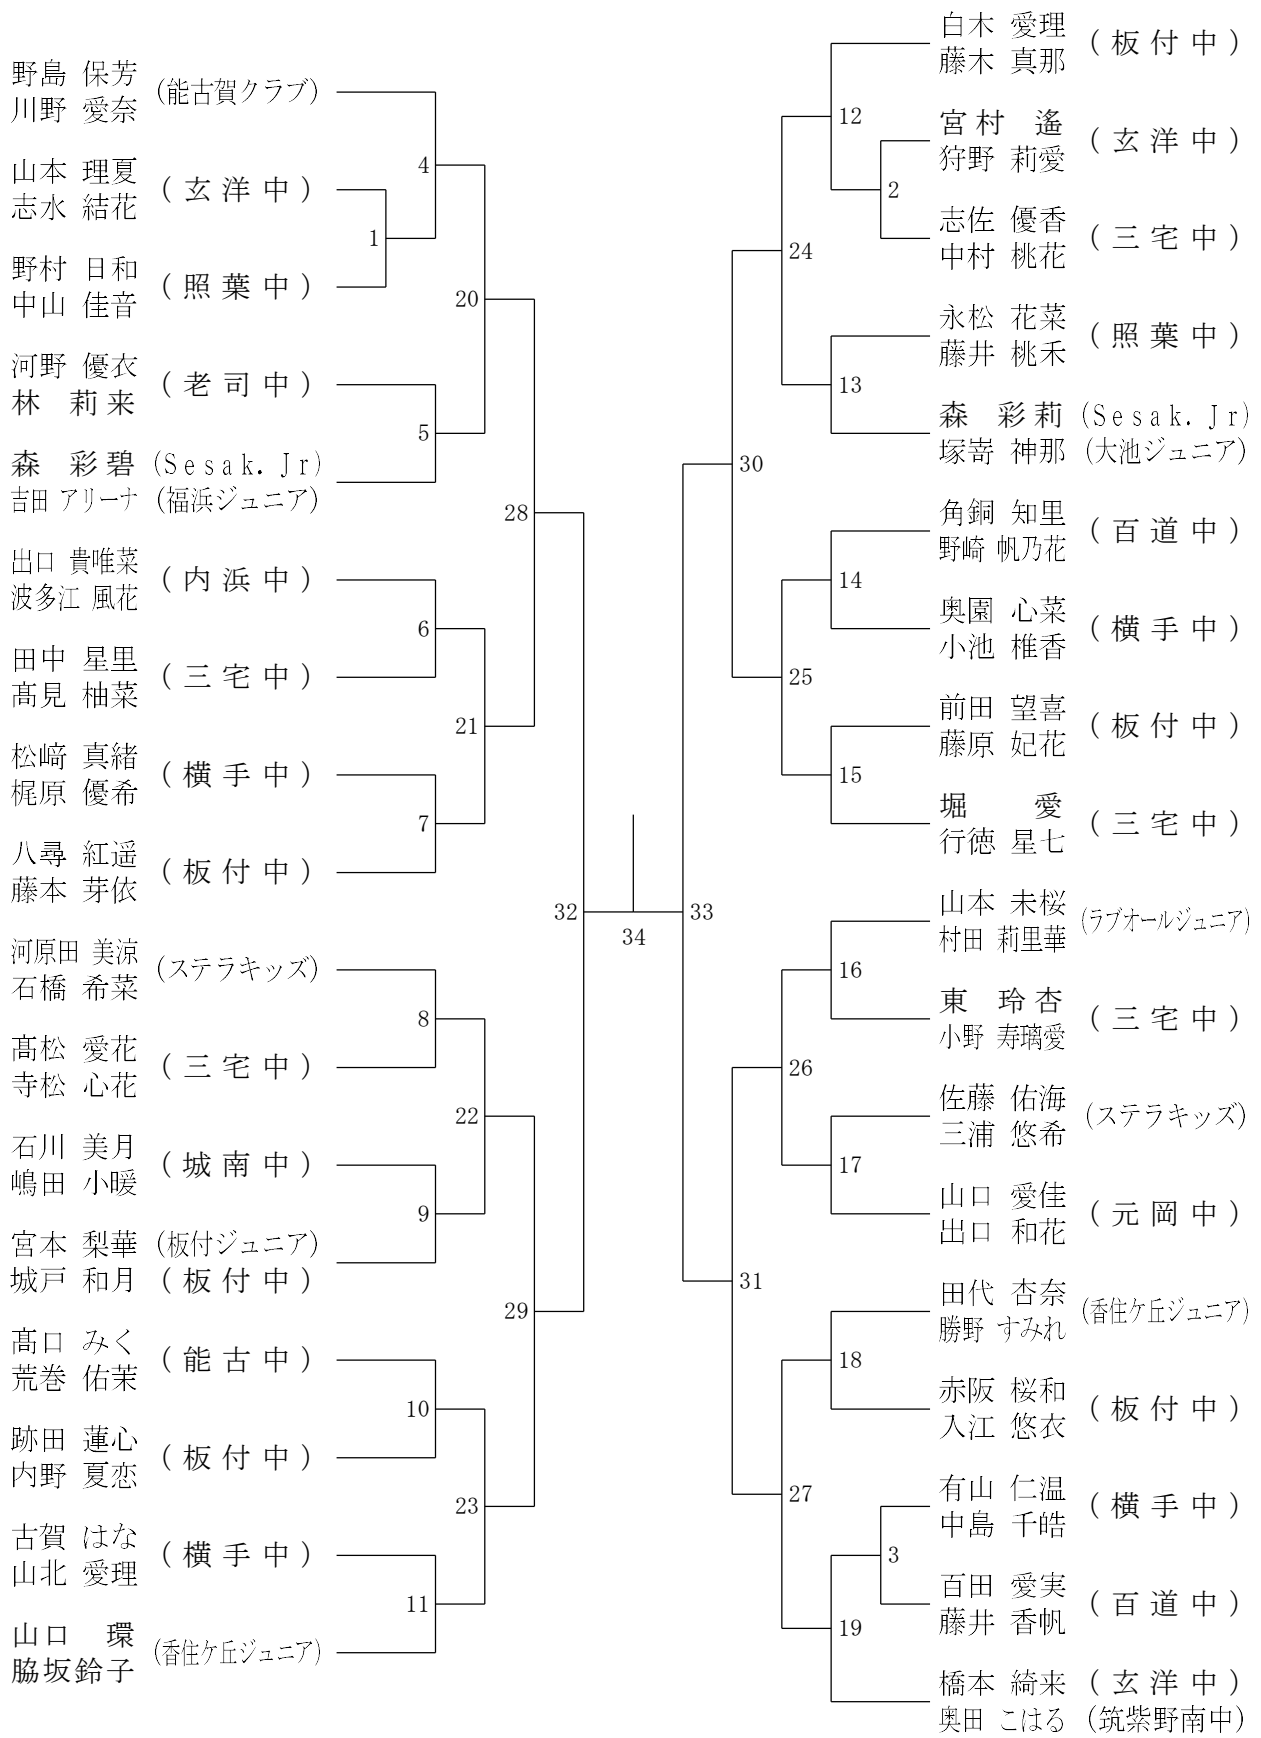 野島 保芳
川野 愛奈
(能古賀クラブ)
山本 理夏
志水 結花
(玄洋中)
野村 日和
中山 佳音
(照葉中)
河野 優衣
林 莉来
(老司中)
森 彩碧 (Sesak.Jr)
吉田 アリーナ (福浜ジュニア)
出口 貴唯菜
波多江 風花
(内浜中)
田中 星里
髙見 柚菜
(三宅中)
松﨑 真緒
梶原 優希
(横手中)
八尋 紅遥
藤本 芽依
(板付中)
河原田 美涼
石橋 希菜
(ステラキッズ)
髙松 愛花
寺松 心花
(三宅中)
石川 美月
嶋田 小暖
(城南中)
宮本 梨華 (板付ジュニア)
城戸 和月 (板付中)
髙口 みく
荒巻 佑茉
(能古中)
跡田 蓮心
内野 夏恋
(板付中)
古賀 はな
山北 愛理
(横手中)
山口 環
脇坂鈴子
(香住ケ丘ジュニア)
1
4
5
6
7
8
9
10
11
20
21
22
23
28
29
32
34
33
30
31
24
25
26
27
12
13
14
15
16
17
18
19
2
3
白木 愛理
藤木 真那
(板付中)
宮村 遙
狩野 莉愛
(玄洋中)
志佐 優香
中村 桃花
(三宅中)
永松 花菜
藤井 桃禾
(照葉中)
森 彩莉 (Sesak.Jr)
塚嵜 神那 (大池ジュニア)
角銅 知里
野崎 帆乃花
(百道中)
奥園 心菜
小池 椎香
(横手中)
前田 望喜
藤原 妃花
(板付中)
堀 愛
行徳 星七
(三宅中)
山本 未桜
村田 莉里華
(ラブオールジュニア)
東 玲杏
小野 寿璃愛
(三宅中)
佐藤 佑海
三浦 悠希
(ステラキッズ)
山口 愛佳
出口 和花
(元岡中)
田代 杏奈
勝野 すみれ
(香住ケ丘ジュニア)
赤阪 桜和
入江 悠衣
(板付中)
有山 仁温
中島 千皓
(横手中)
百田 愛実
藤井 香帆
(百道中)
橋本 綺来 (玄洋中)
奥田 こはる (筑紫野南中)